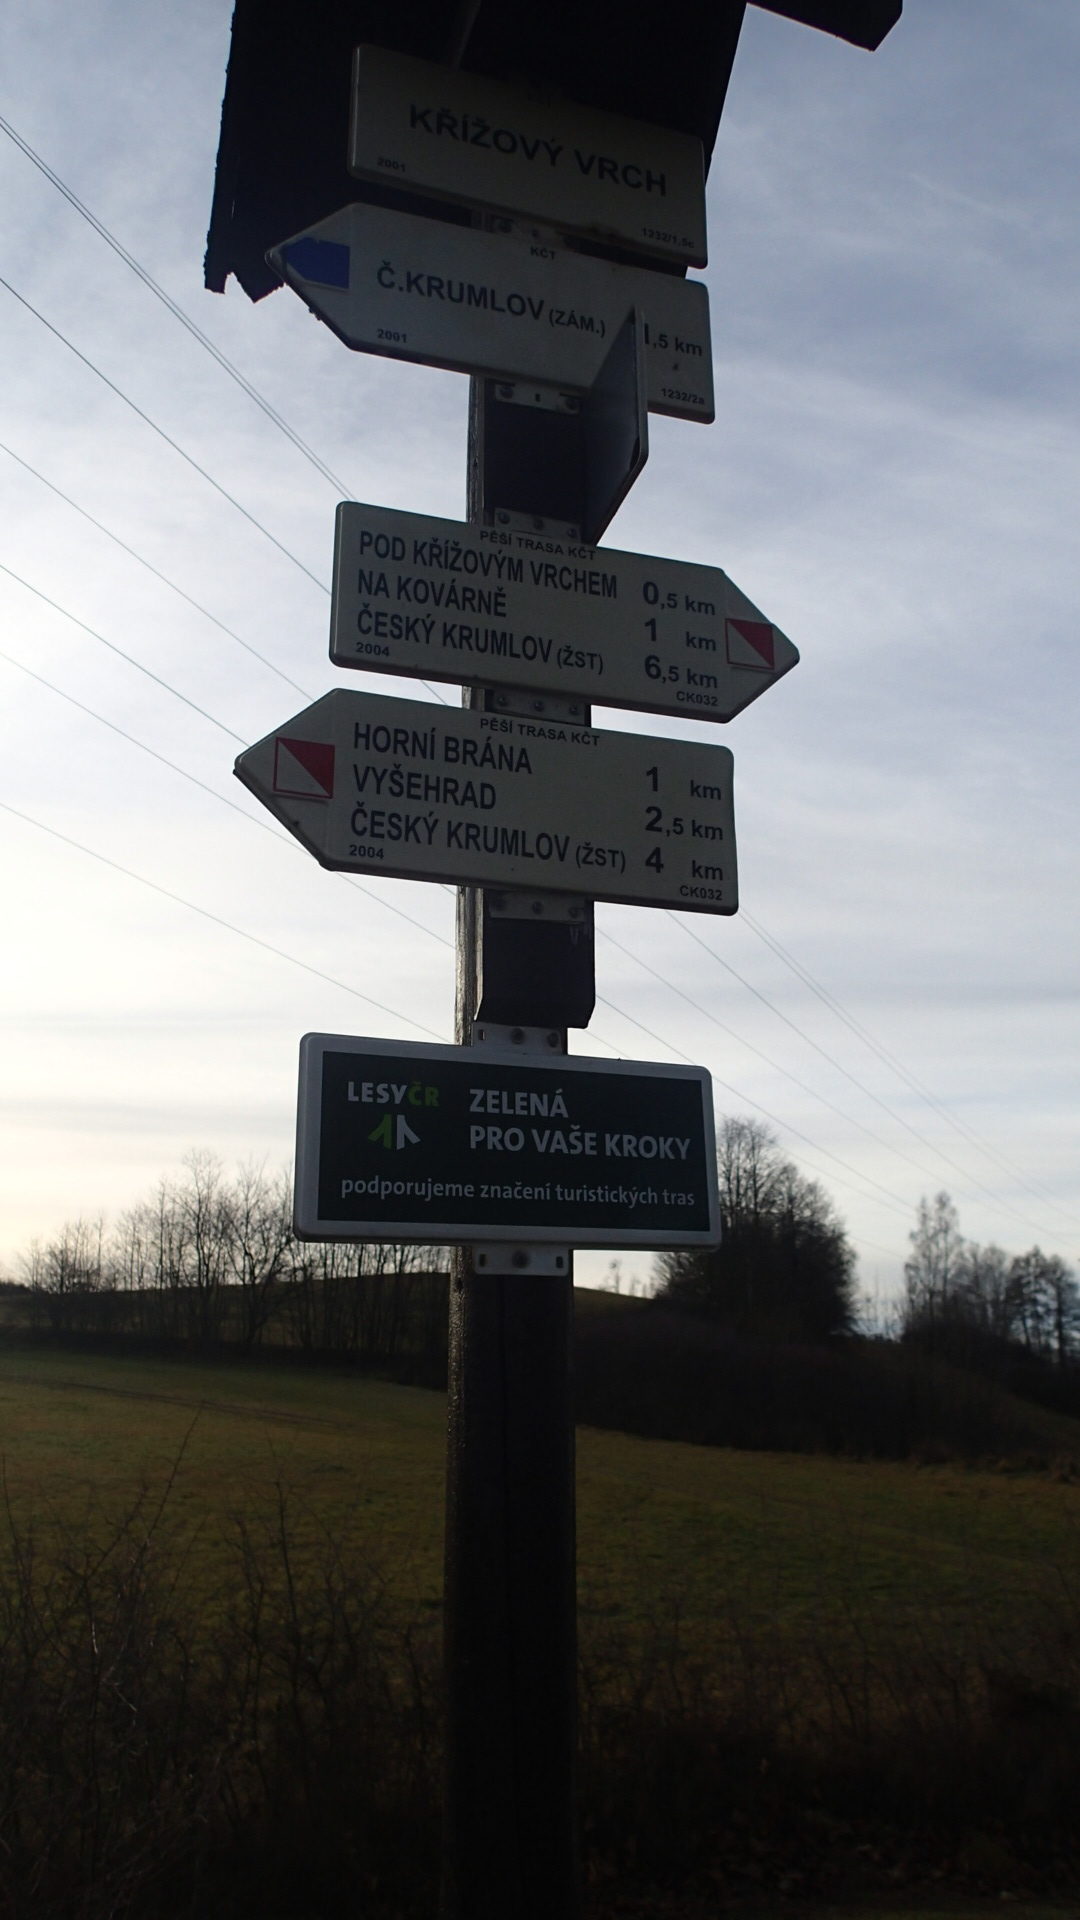 KŘÍŽOVÝ VRCH
2001
1232/1,5c
KČT
Č.KRUMLOV (ZÁM.) 1,5 km
2001
1232/2a
PĚŠÍ TRASA KČT
POD KŘÍŽOVÝM VRCHEM 0,5 km
NA KOVÁRNĚ 1 km
ČESKÝ KRUMLOV (ŽST) 6,5 km
2004
CK032
PĚŠÍ TRASA KČT
HORNÍ BRÁNA 1 km
VYŠEHRAD 2,5 km
ČESKÝ KRUMLOV (ŽST) 4 km
2004
CK032
LESYČR
ZELENÁ
PRO VAŠE KROKY
podporujeme značení turistických tras